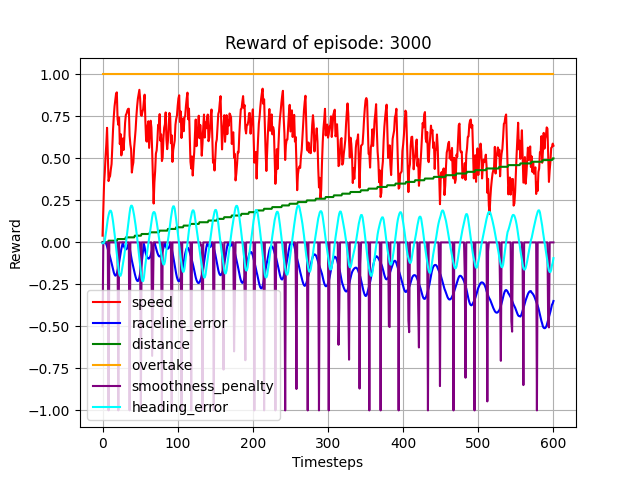 Reward of episode: 3000
Reward
1.00
0.75
0.50
0.25
0.00
−0.25
−0.50
−0.75
−1.00
speed
raceline_error
distance
overtake
smoothness_penalty
heading_error
0 100 200 300 400 500 600
Timesteps